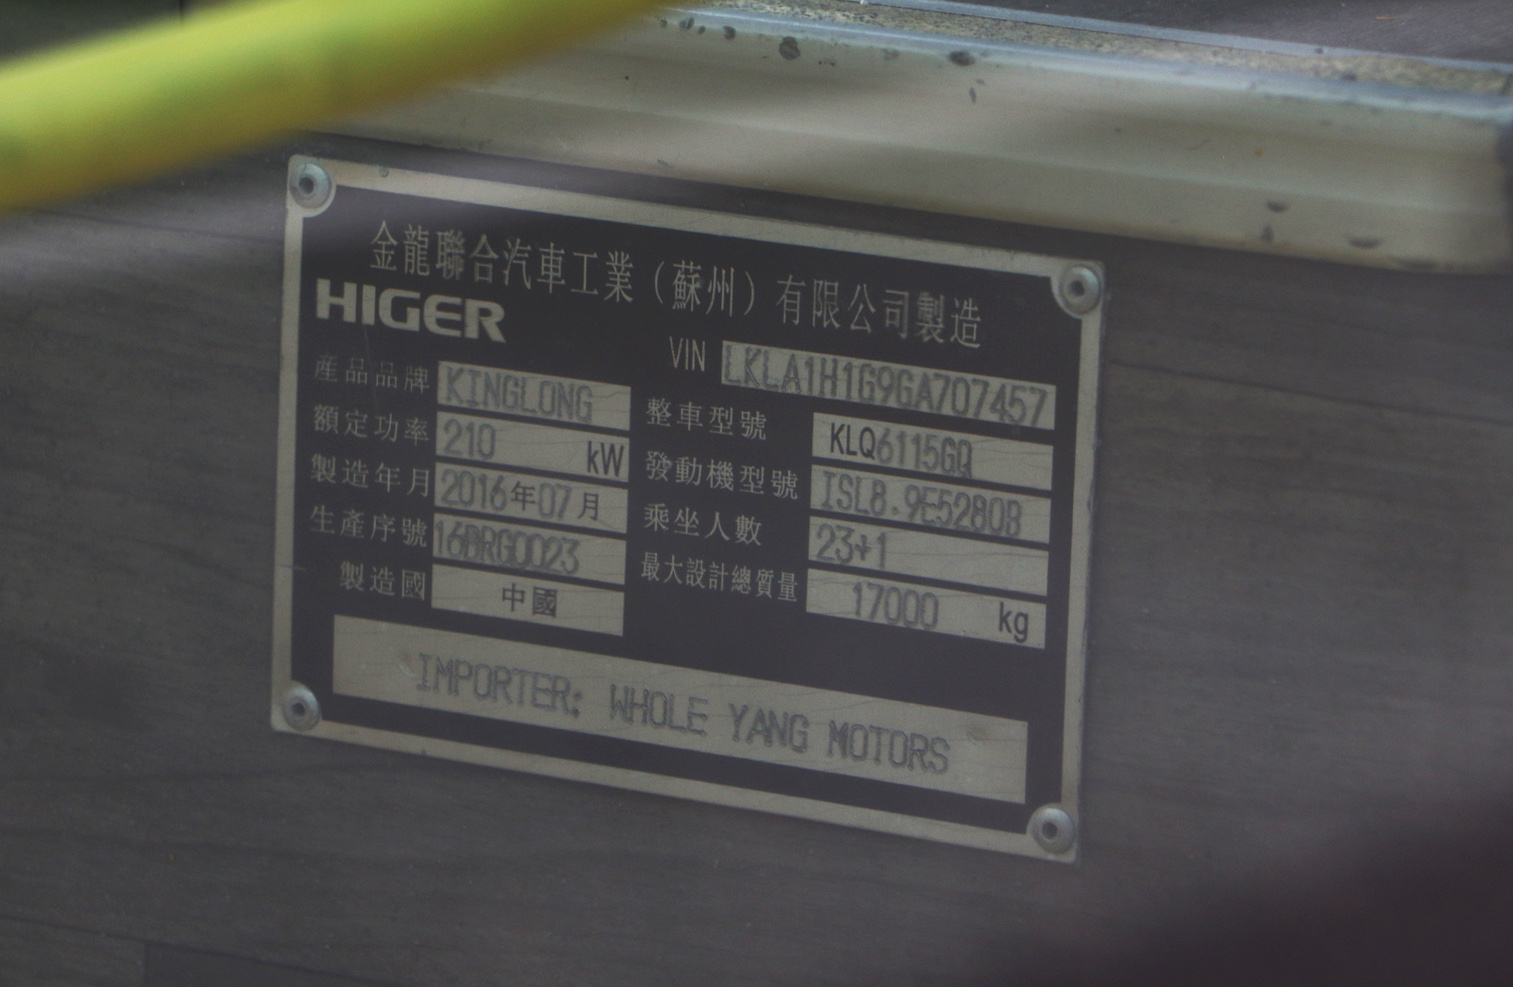 金龍聯合汽車工業（蘇州）有限公司製造
HIGER
VIN LKLA1H1G9GA707457
産品品牌 KINGLONG 整車型號 KLQ6115GQ
額定功率 210 kW 發動機型號 ISL8.9E5280B
製造年月 2016年07月 乘坐人數 23+1
生產序號 16BRG0023 最大設計總質量 17000 kg
製造國 中國
IMPORTER: WHOLE YANG MOTORS